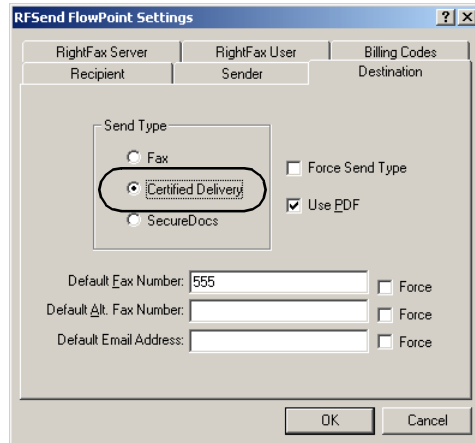 RFSend FlowPoint Settings
RightFax Server RightFax User Billing Codes
Recipient Sender Destination
Send Type
Fax
Force Send Type
Certified Delivery
Use PDF
SecureDocs
Default Fax Number: 555 Force
Default Alt. Fax Number: Force
Default Email Address: Force
OK Cancel